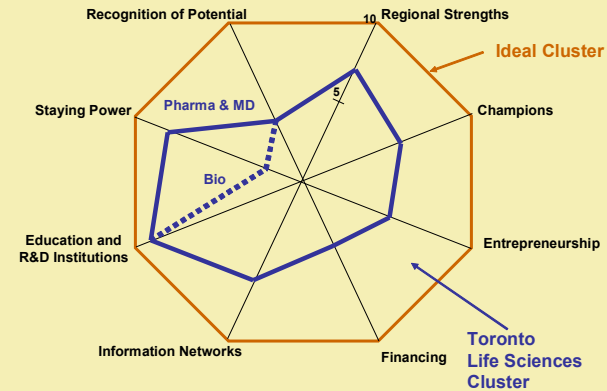 Recognition of Potential
10
Regional Strengths
Ideal Cluster
5
Pharma & MD
Staying Power
Champions
Bio
Education and
R&D Institutions
Entrepreneurship
Information Networks
Financing
Toronto
Life Sciences
Cluster